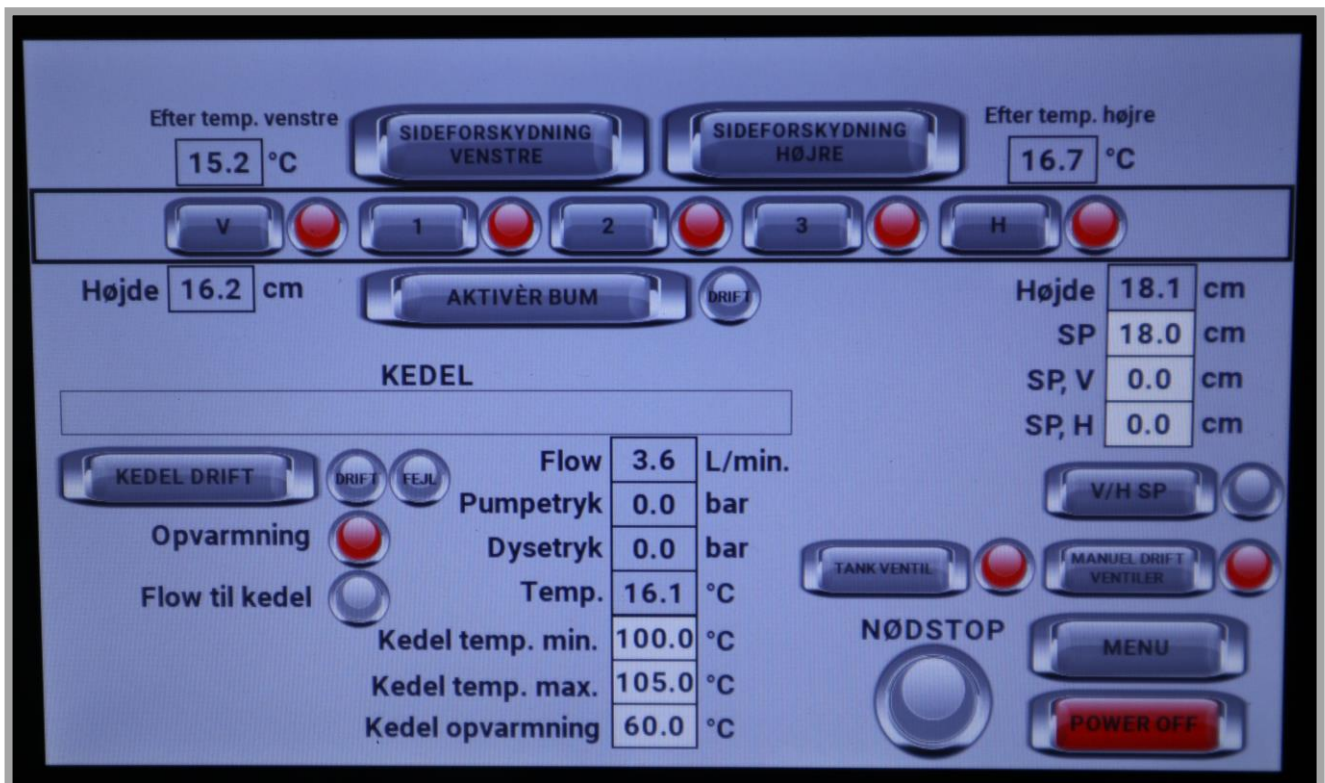 Efter temp. venstre
15.2 °C
SIDEFORSKYDNING
VENSTRE
SIDEFORSKYDNING
HØJRE
Efter temp. højre
16.7 °C
V 1 2 3 H
Højde 16.2 cm
AKTIVÈR BUM DRIFT
Højde 18.1 cm
SP 18.0 cm
SP, V 0.0 cm
SP, H 0.0 cm
KEDEL
KEDEL DRIFT DRIFT FEJL
Opvarmning
Flow til kedel
Flow 3.6 L/min.
Pumpetryk 0.0 bar
Dysetryk 0.0 bar
Temp. 16.1 °C
Kedel temp. min. 100.0 °C
Kedel temp. max. 105.0 °C
Kedel opvarmning 60.0 °C
V/H SP
TANK VENTIL
MANUEL DRIFT
VENTILER
NØDSTOP
MENU
POWER OFF